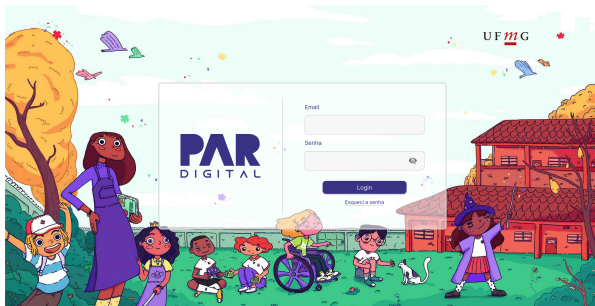 UFmG
Email
Senha
PAR
DIGITAL
Login
Esqueci a senha